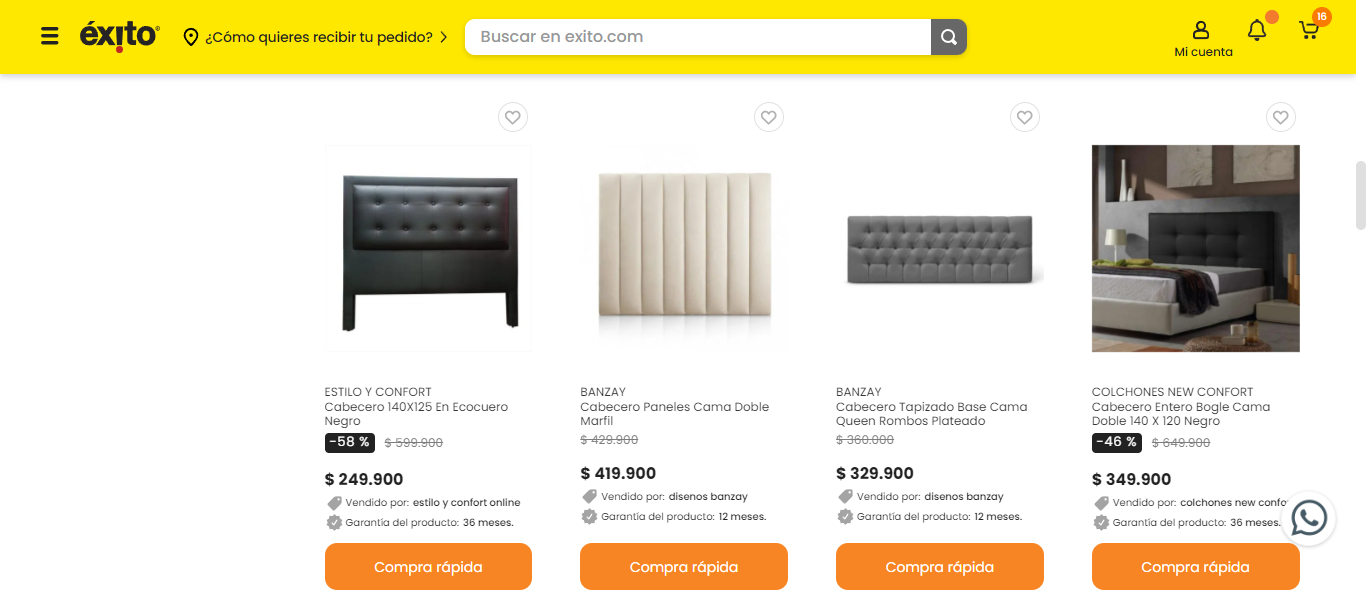 éxito
¿Cómo quieres recibir tu pedido?
Buscar en exito.com
16
Mi cuenta
ESTILO Y CONFORT
Cabecero 140X125 En Ecocuero
Negro
-58 %
$ 599.900
$ 249.900
Vendido por: estilo y confort online
Garantía del producto: 36 meses.
Compra rápida
BANZAY
Cabecero Paneles Cama Doble
Marfil
$ 429.900
$ 419.900
Vendido por: disenos banzay
Garantía del producto: 12 meses.
Compra rápida
BANZAY
Cabecero Tapizado Base Cama
Queen Rombos Plateado
$ 360.000
$ 329.900
Vendido por: disenos banzay
Garantía del producto: 12 meses.
Compra rápida
COLCHONES NEW CONFORT
Cabecero Entero Bogle Cama
Doble 140 X 120 Negro
-46 %
$ 649.900
$ 349.900
Vendido por: colchones new confo
Garantía del producto: 36 meses.
Compra rápida